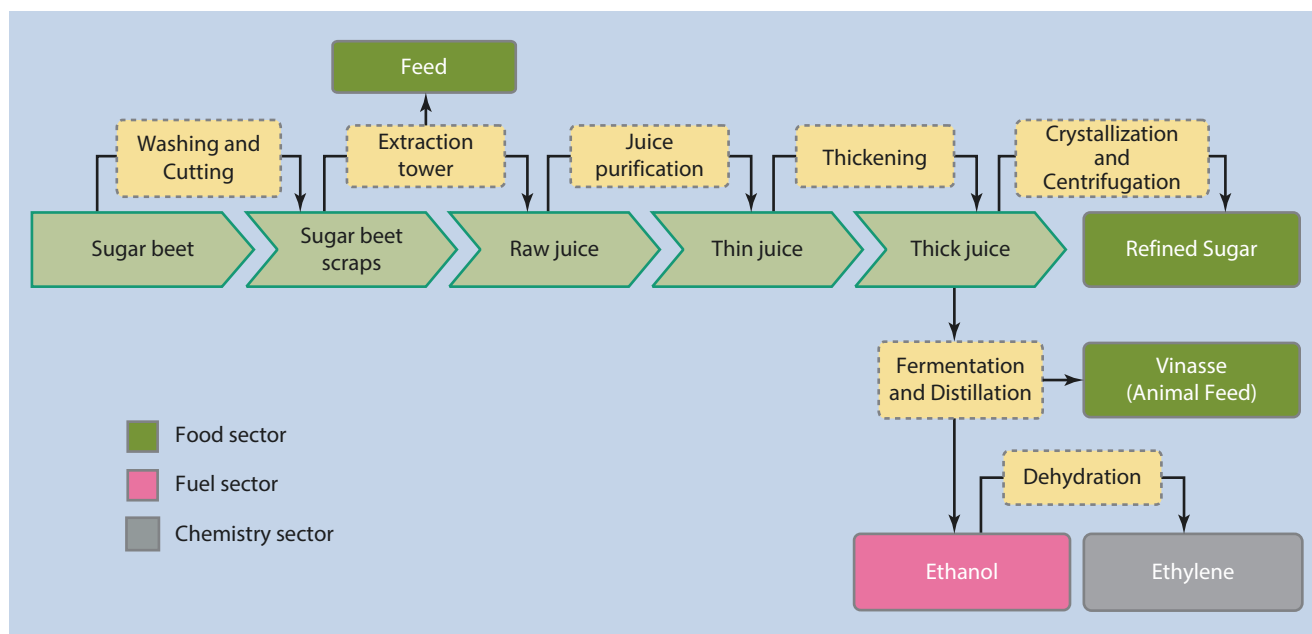 Feed
Washing and
Cutting
Extraction
tower
Juice
purification
Thickening
Crystallization
and
Centrifugation
Sugar beet
Sugar beet
scraps
Raw juice
Thin juice
Thick juice
Refined Sugar
Fermentation
and Distillation
Vinasse
(Animal Feed)
Food sector
Fuel sector
Chemistry sector
Dehydration
Ethanol
Ethylene